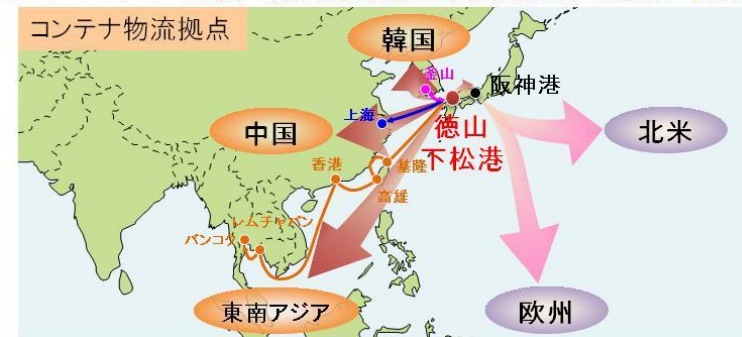 コンテナ物流拠点
韓国
釜山
阪神港
上海
徳山
下松港
中国
北米
香港
基隆
高雄
レムチャバン
バンコク
東南アジア
欧州